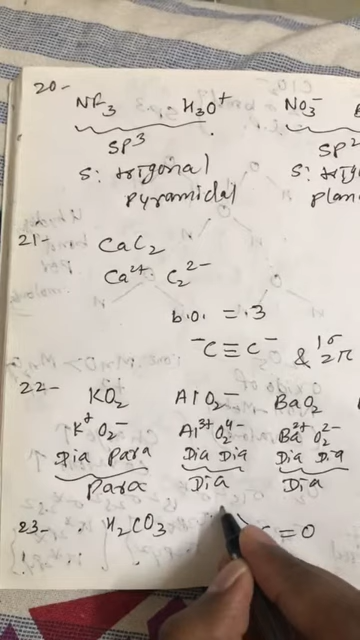 20- NF3 , H3O+ NO3-
sp3 sp2
S: trigonal S: trigonal
pyramidal plan
21- CaC2
Ca2+ C2 2-
b.o. = 3
-C≡C- & 1σ 2π
22- KO2 AlO2- BaO2
K+ O2- Al3+ O2 4- Ba2+ O2 2-
Dia Para Dia Dia Dia Dia
Para Dia Dia
23- H2CO3 C=O